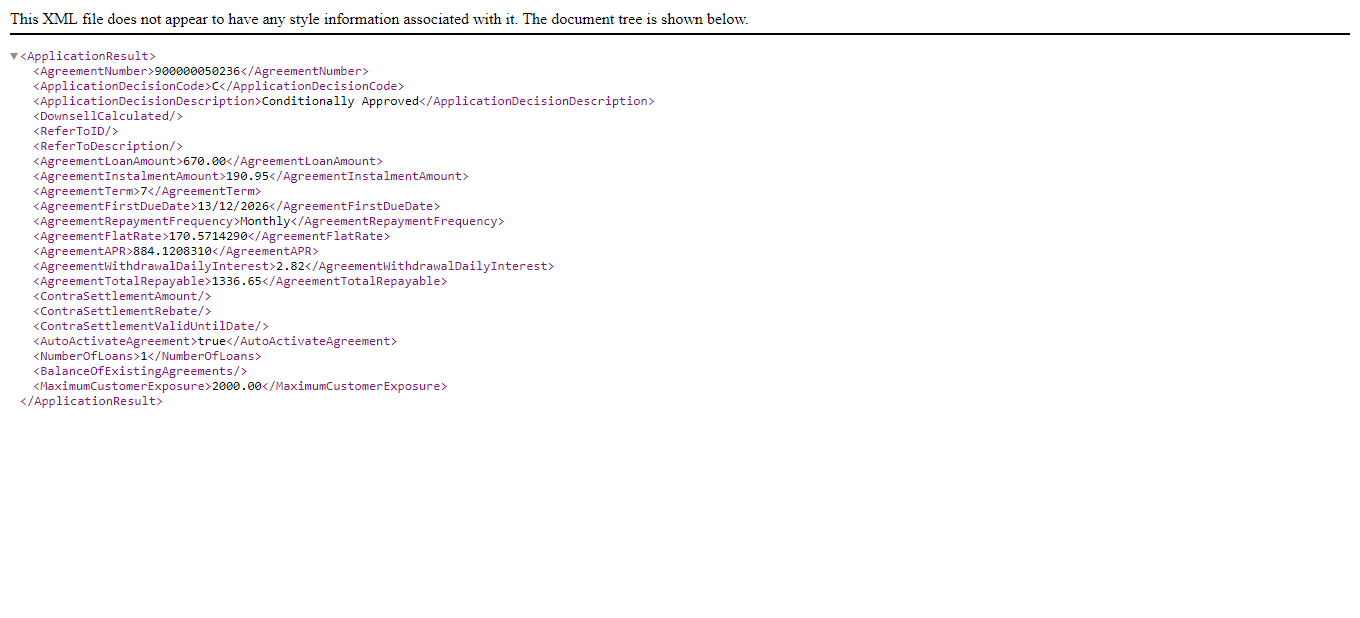 This XML file does not appear to have any style information associated with it. The document tree is shown below.
▼<ApplicationResult>
<AgreementNumber>900000050236</AgreementNumber>
<ApplicationDecisionCode>C</ApplicationDecisionCode>
<ApplicationDecisionDescription>Conditionally Approved</ApplicationDecisionDescription>
<DownsellCalculated/>
<ReferToID/>
<ReferToDescription/>
<AgreementLoanAmount>670.00</AgreementLoanAmount>
<AgreementInstalmentAmount>190.95</AgreementInstalmentAmount>
<AgreementTerm>7</AgreementTerm>
<AgreementFirstDueDate>13/12/2026</AgreementFirstDueDate>
<AgreementRepaymentFrequency>Monthly</AgreementRepaymentFrequency>
<AgreementFlatRate>170.5714290</AgreementFlatRate>
<AgreementAPR>884.1208310</AgreementAPR>
<AgreementWithdrawalDailyInterest>2.82</AgreementWithdrawalDailyInterest>
<AgreementTotalRepayable>1336.65</AgreementTotalRepayable>
<ContraSettlementAmount/>
<ContraSettlementRebate/>
<ContraSettlementValidUntilDate/>
<AutoActivateAgreement>true</AutoActivateAgreement>
<NumberOfLoans>1</NumberOfLoans>
<BalanceOfExistingAgreements/>
<MaximumCustomerExposure>2000.00</MaximumCustomerExposure>
</ApplicationResult>